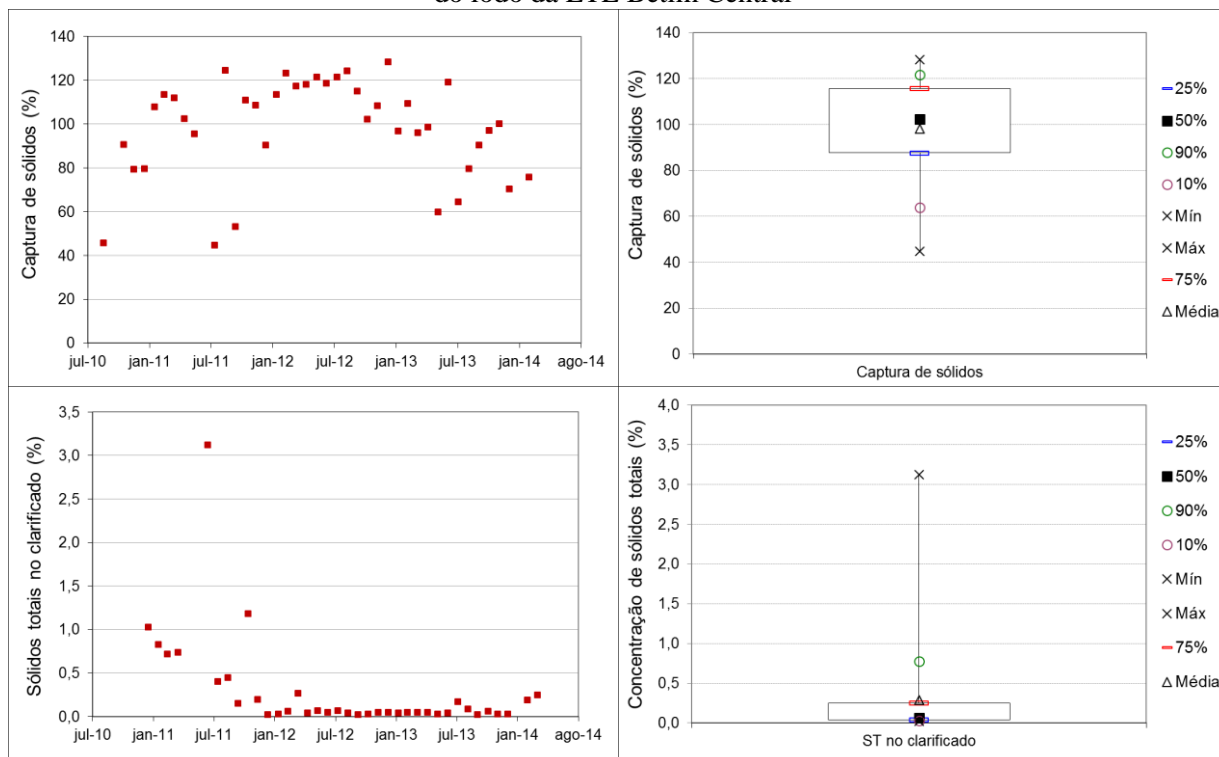 do lodo da ETE Betim Central
Captura de sólidos (%)
140
120
100
80
60
40
20
0
jul-10 jan-11 jul-11 jan-12 jul-12 jan-13 jul-13 jan-14 ago-14
Captura de sólidos (%)
140
120
100
80
60
40
20
0
Captura de sólidos
25%
50%
90%
10%
Mín
Máx
75%
Média
Sólidos totais no clarificado (%)
3,5
3,0
2,5
2,0
1,5
1,0
0,5
0,0
jul-10 jan-11 jul-11 jan-12 jul-12 jan-13 jul-13 jan-14 ago-14
Concentração de sólidos totais (%)
4,0
3,5
3,0
2,5
2,0
1,5
1,0
0,5
0,0
ST no clarificado
25%
50%
90%
10%
Mín
Máx
75%
Média